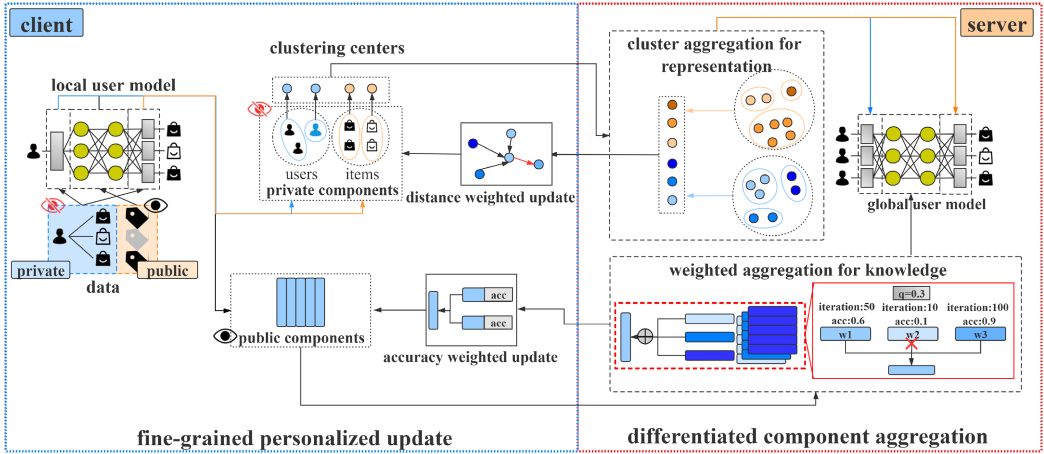 client
server
clustering centers
local user model
users
items
private components
distance weighted update
private
public
data
public components
acc
acc
accuracy weighted update
fine-grained personalized update
cluster aggregation for
representation
global user model
weighted aggregation for knowledge
q=0.3
iteration:50
acc:0.6
w1
iteration:10
acc:0.1
w2
iteration:100
acc:0.9
w3
differentiated component aggregation